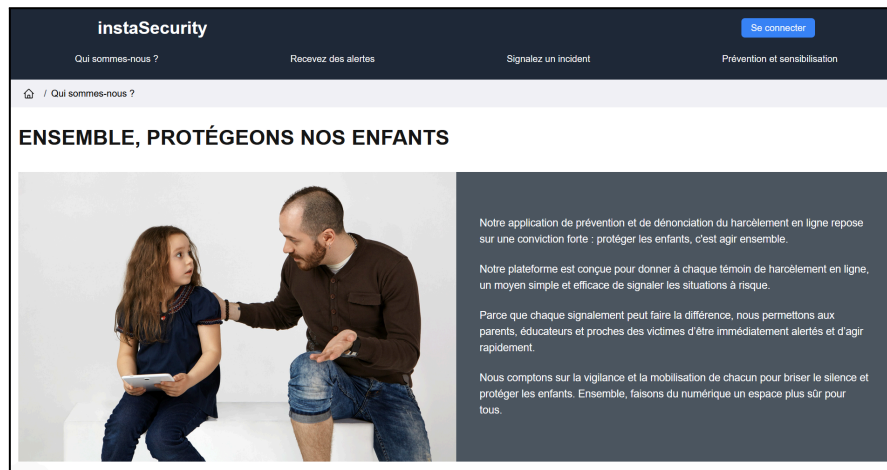 instaSecurity
Se connecter
Qui sommes-nous ?
Recevez des alertes
Signalez un incident
Prévention et sensibilisation
/ Qui sommes-nous ?
ENSEMBLE, PROTÉGEONS NOS ENFANTS
Notre application de prévention et de dénonciation du harcèlement en ligne repose
sur une conviction forte : protéger les enfants, c'est agir ensemble.
Notre plateforme est conçue pour donner à chaque témoin de harcèlement en ligne,
un moyen simple et efficace de signaler les situations à risque.
Parce que chaque signalement peut faire la différence, nous permettons aux
parents, éducateurs et proches des victimes d'être immédiatement alertés et d'agir
rapidement.
Nous comptons sur la vigilance et la mobilisation de chacun pour briser le silence et
protéger les enfants. Ensemble, faisons du numérique un espace plus sûr pour
tous.